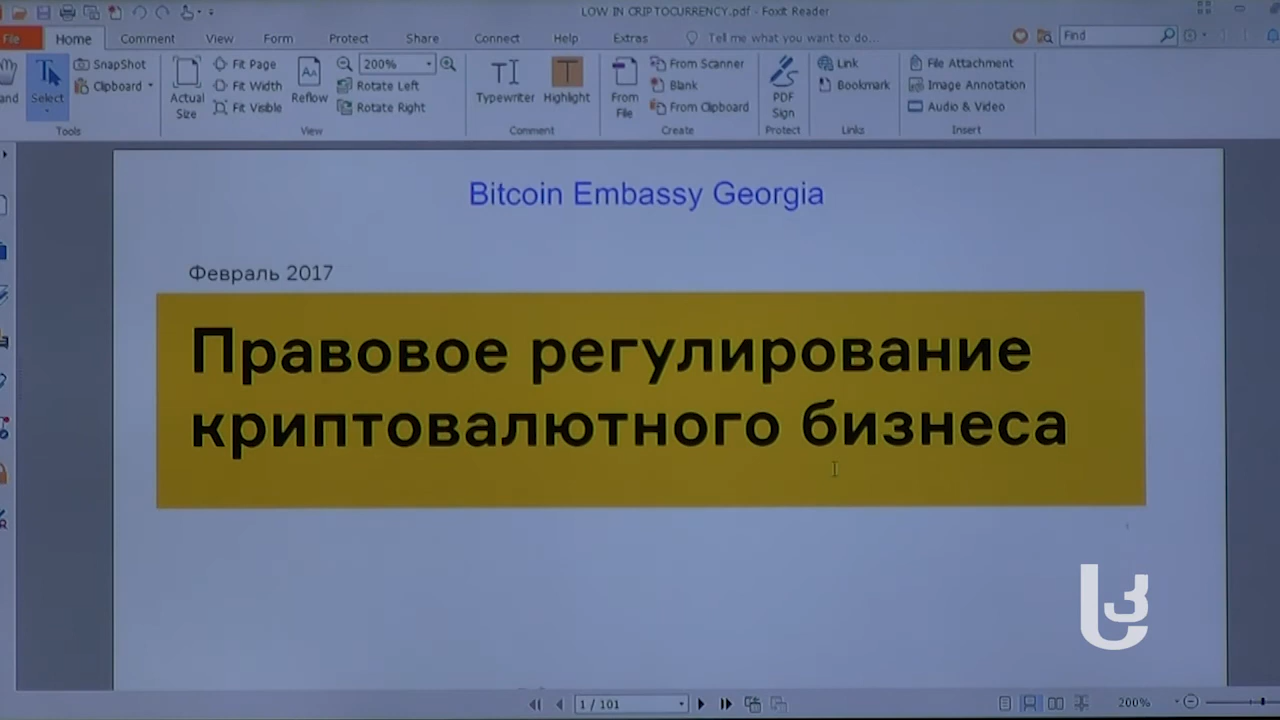 LOW IN CRIPTOCURRENCY.pdf - Foxit Reader
File Home Comment View Form Protect Share Connect Help Extras Tell me what you want to do... Find
Select
SnapShot
Clipboard
Tools
Actual Size
Fit Page
Fit Width
Fit Visible
Reflow
200%
Rotate Left
Rotate Right
View
Typewriter
Highlight
Comment
From File
From Scanner
Blank
From Clipboard
Create
PDF Sign
Protect
Link
Bookmark
Links
File Attachment
Image Annotation
Audio & Video
Insert
Bitcoin Embassy Georgia
Февраль 2017
Правовое регулирование
криптовалютного бизнеса
1
1 / 101
200%